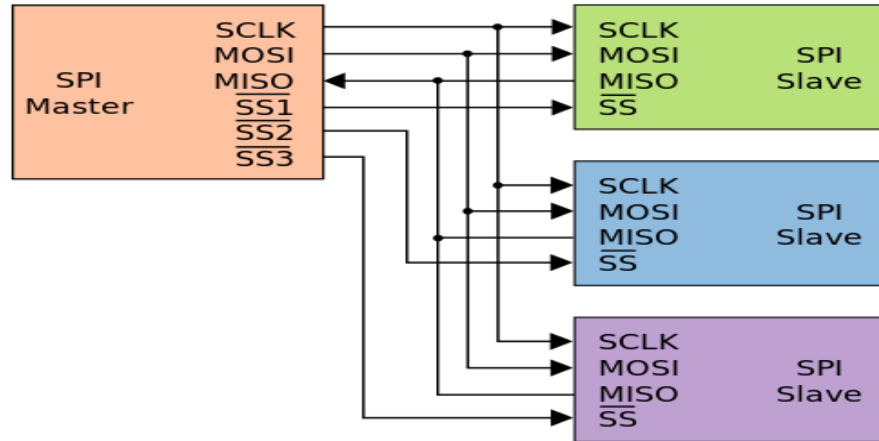 SCLK
MOSI
SPI
MISO
Master
SS1
SS2
SS3
SCLK
MOSI
SPI
MISO
Slave
SS
SCLK
MOSI
SPI
MISO
Slave
SS
SCLK
MOSI
SPI
MISO
Slave
SS